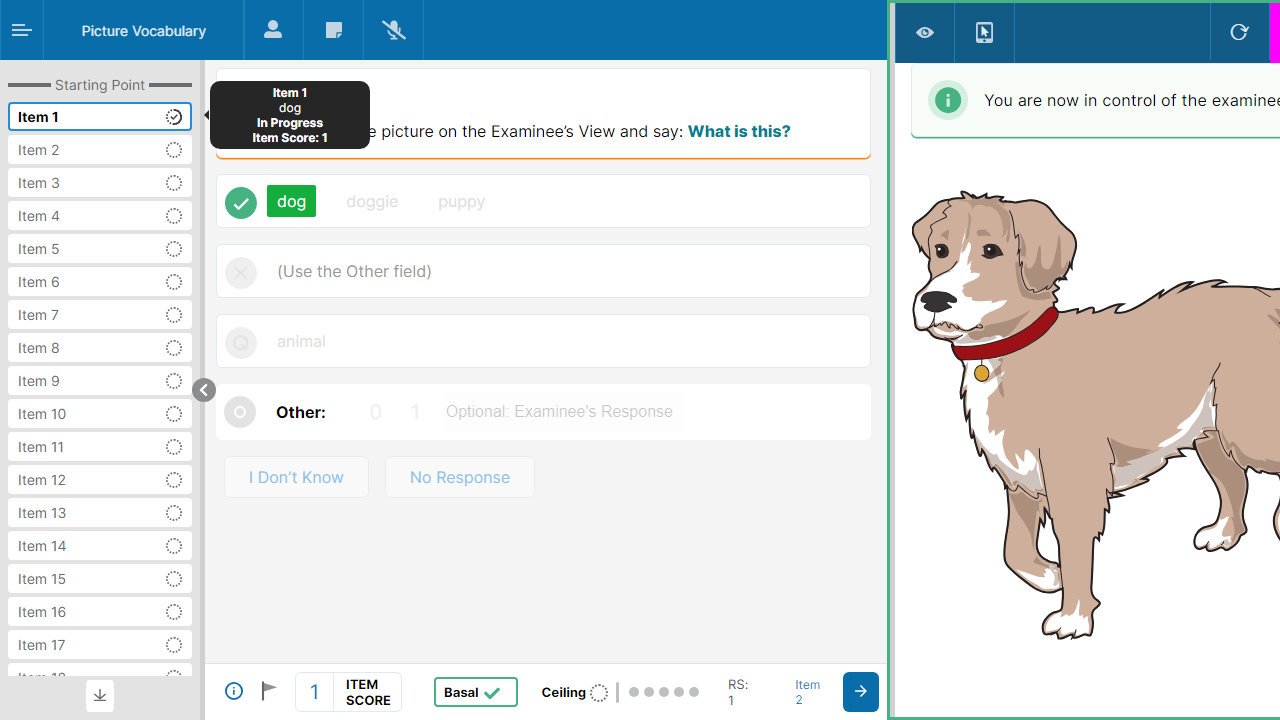 Picture Vocabulary
Starting Point
Item 1
Item 2
Item 3
Item 4
Item 5
Item 6
Item 7
Item 8
Item 9
Item 10
Item 11
Item 12
Item 13
Item 14
Item 15
Item 16
Item 17
Item 1
dog
In Progress
Item Score: 1
picture on the Examinee’s View and say: What is this?
dog doggie puppy
(Use the Other field)
animal
Other: 0 1 Optional: Examinee's Response
I Don’t Know No Response
1 ITEM SCORE Basal Ceiling RS: 1 Item 2
You are now in control of the